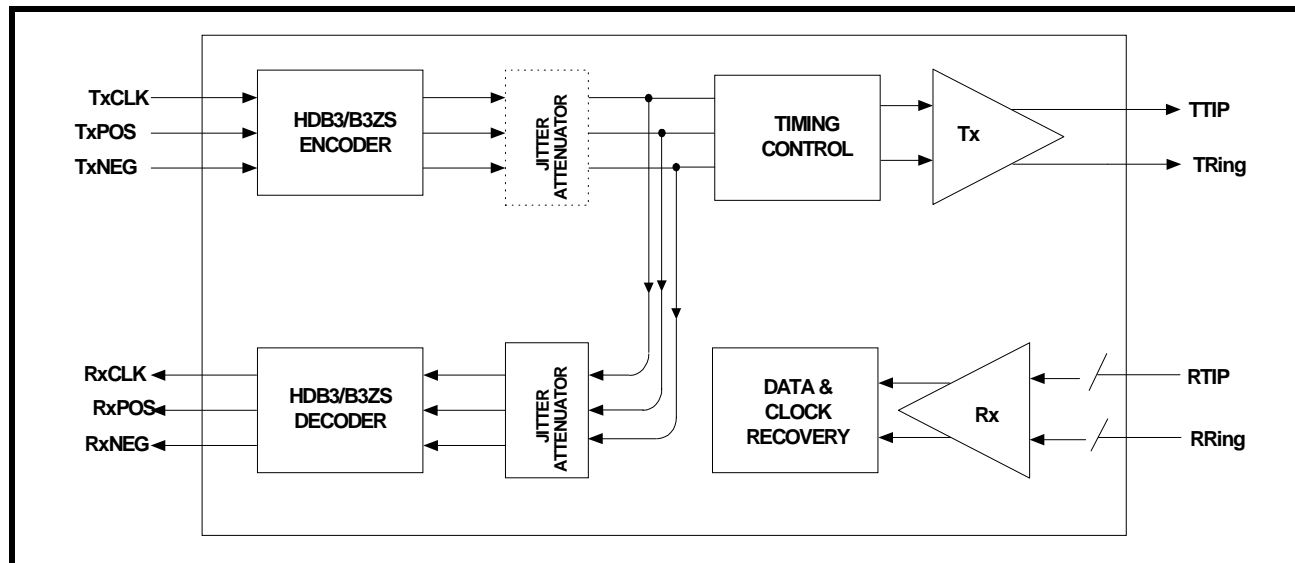 TxCLK
TxPOS
TxNEG
HDB3/B3ZS
ENCODER
JITTER
ATTENUATOR
TIMING
CONTROL
Tx
TTIP
TRing
RxCLK
RxPOS
RxNEG
HDB3/B3ZS
DECODER
JITTER
ATTENUATOR
DATA &
CLOCK
RECOVERY
Rx
RTIP
RRing